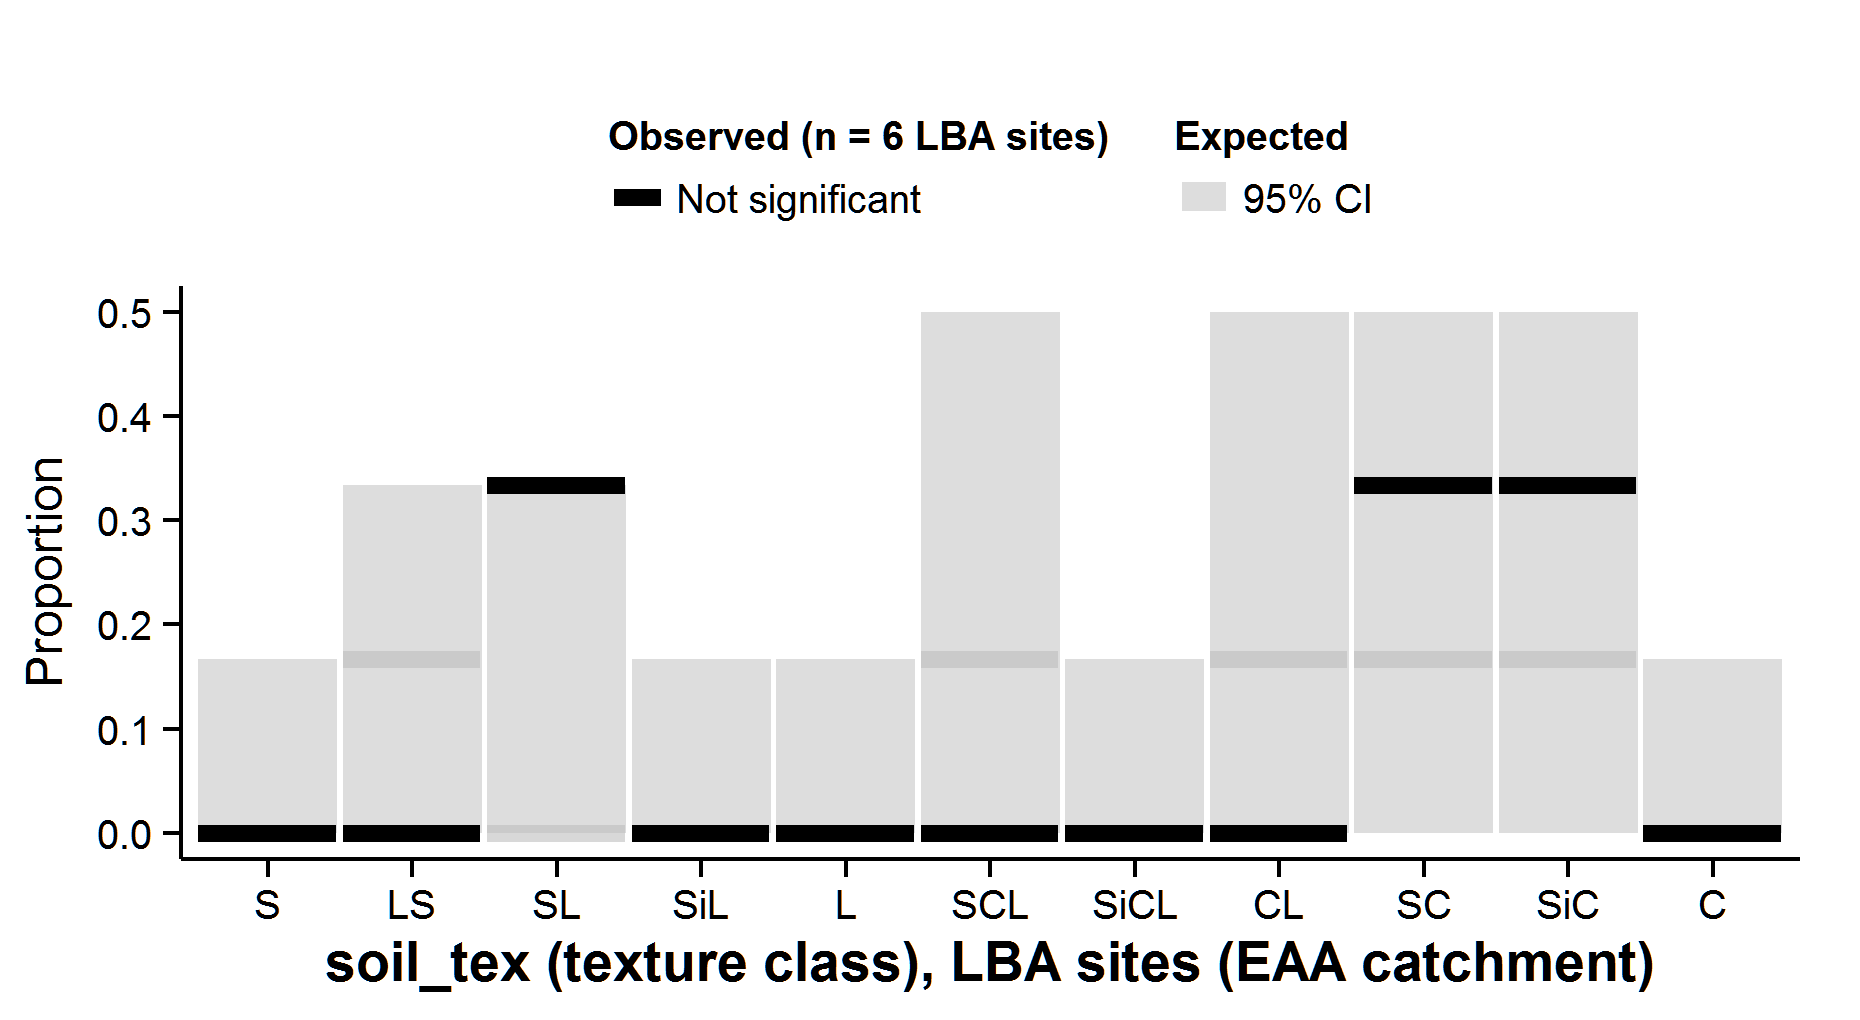 Observed (n = 6 LBA sites) Expected
Not significant 95% CI
0.5
0.4
0.3
0.2
0.1
0.0
Proportion
S LS SL SiL L SCL SiCL CL SC SiC C
soil_tex (texture class), LBA sites (EAA catchment)